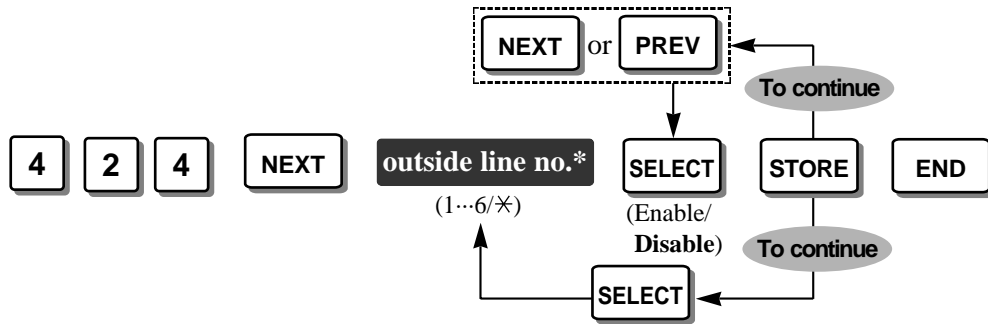 NEXT or PREV
To continue
4 2 4 NEXT outside line no.* SELECT STORE END
(1···6/✳)
(Enable/
Disable)
To continue
SELECT